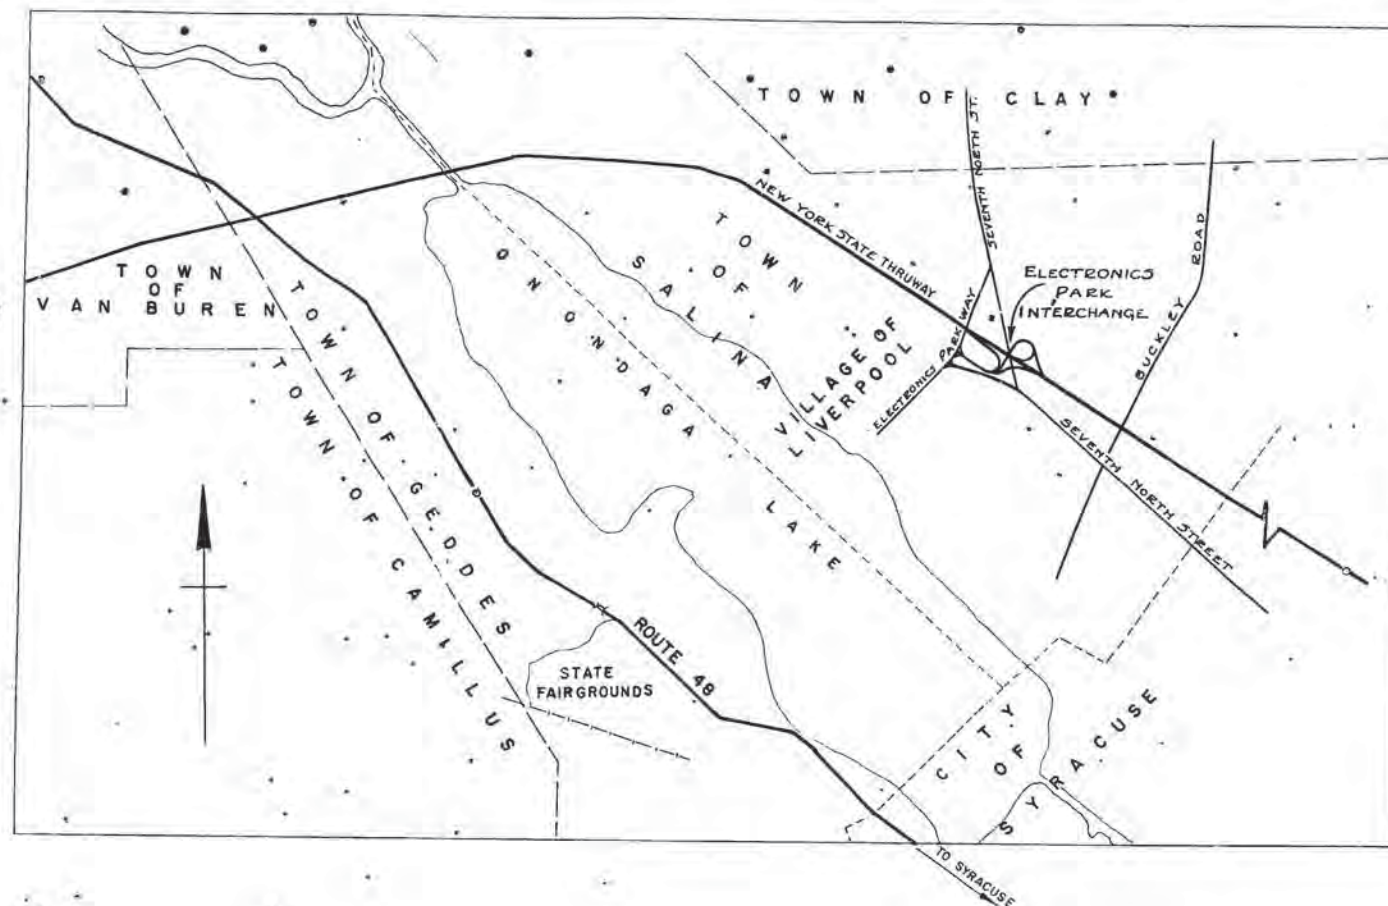 TOWN OF CLAY
SEVENTH NORTH ST.
NEW YORK STATE THRUWAY
BUCKLEY ROAD
ELECTRONICS
PARK
INTERCHANGE
ELECTRONICS PARKWAY
SEVENTH NORTH STREET
TOWN
OF
SALINA
VILLAGE OF
LIVERPOOL
ONONDAGA LAKE
TOWN
OF
VAN BUREN
TOWN OF GEDDES
TOWN OF CAMILLUS
ROUTE 48
STATE
FAIRGROUNDS
CITY
OF
SYRACUSE
TO SYRACUSE